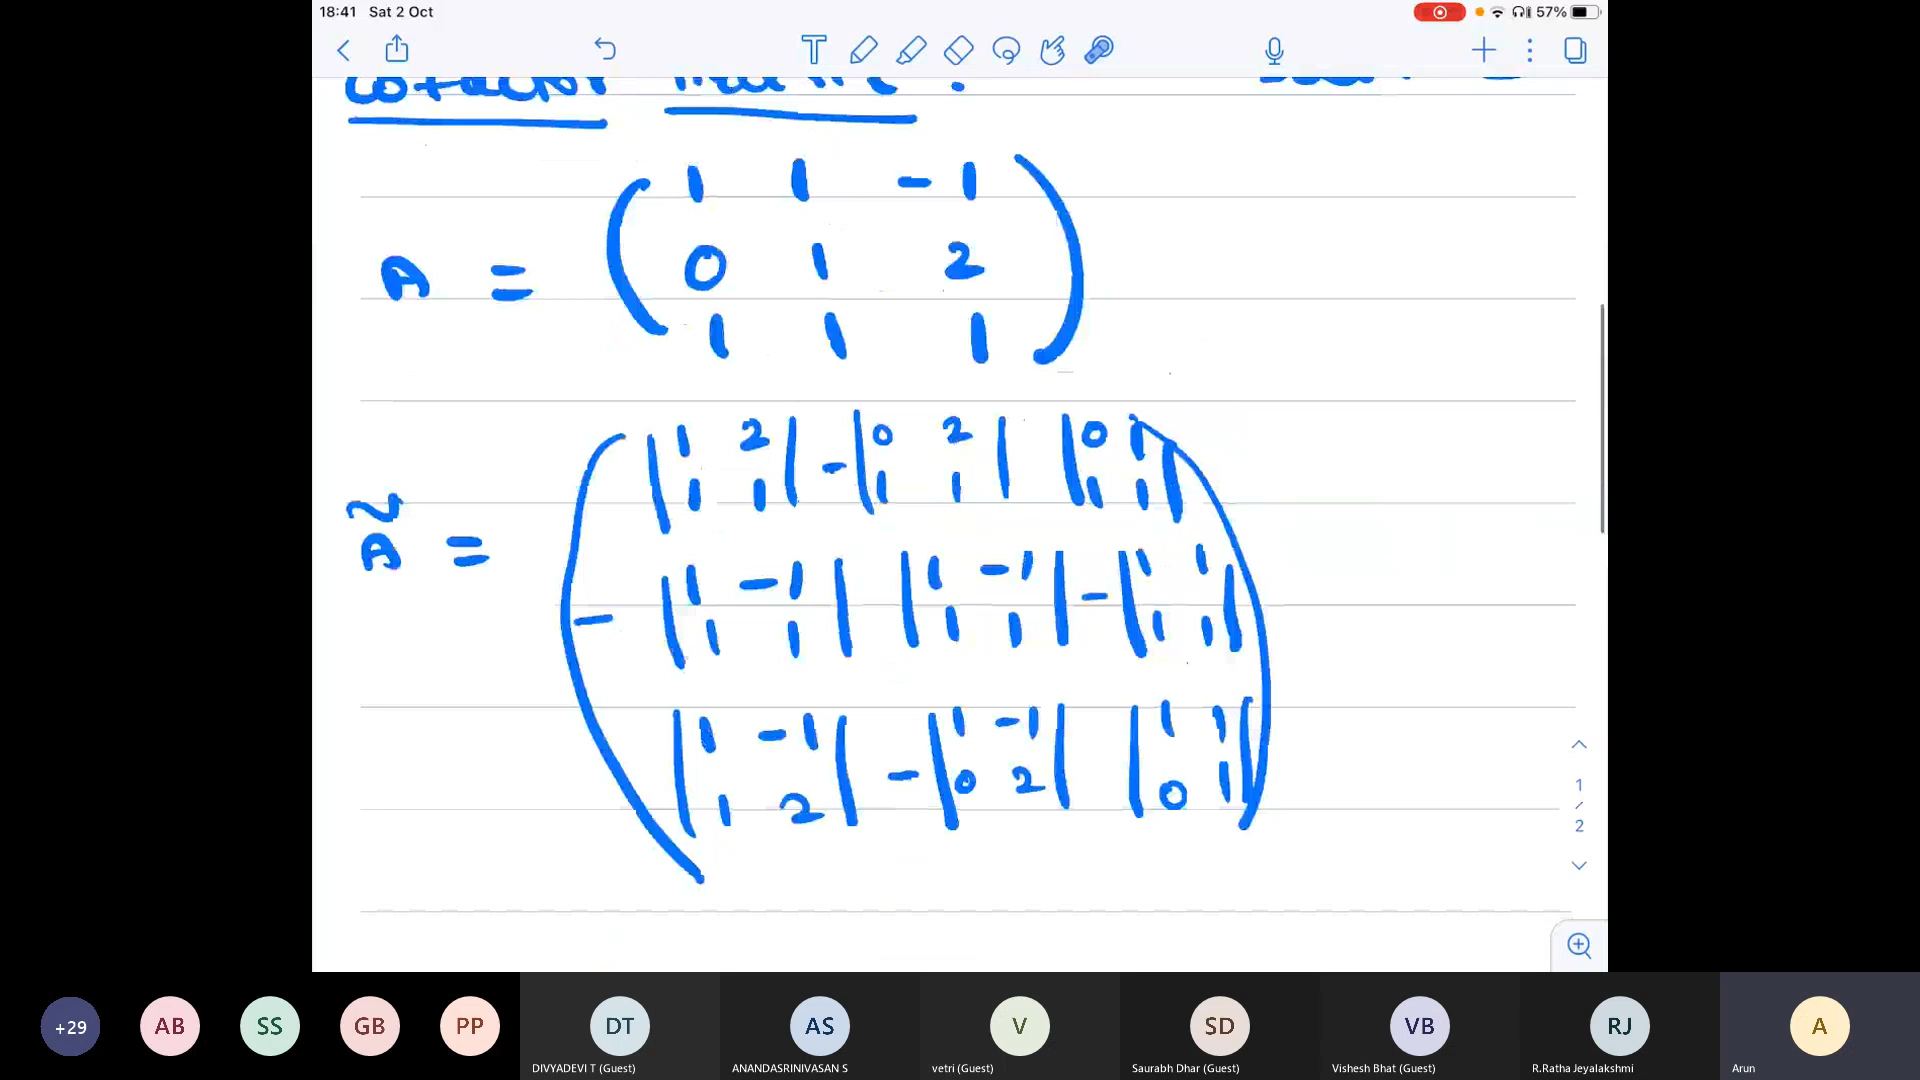 18:41 Sat 2 Oct 57%
cofactor
A = ( 1 1 -1
0 1 2
1 1 1 )
Ã = ( |1 2| -|0 2| |0 1|
|1 1| |1 1| |1 1|
-|1 -1| |1 -1| -|1 1|
|1 1| |1 1| |1 1|
|1 -1| -|1 -1| |1 1|
|1 2| |0 2| |0 1| )
1
/
2
+29 AB SS GB PP DT AS V SD VB RJ A
DIVYADEVI T (Guest) ANANDASRINIVASAN S vetri (Guest) Saurabh Dhar (Guest) Vishesh Bhat (Guest) R.Ratha Jeyalakshmi Arun